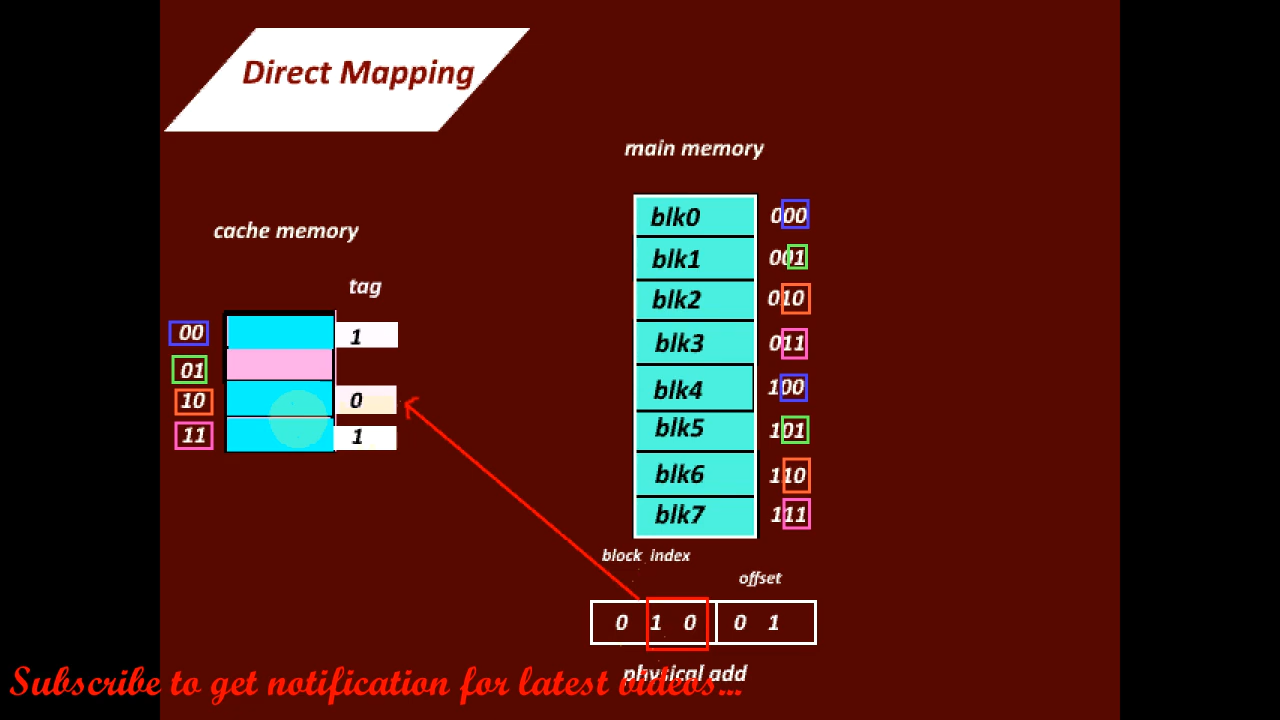 Direct Mapping
main memory
cache memory
tag
00 1
01
10 0
11 1
blk0 000
blk1 001
blk2 010
blk3 011
blk4 100
blk5 101
blk6 110
blk7 111
block index
offset
0 1 0 0 1
physical add
Subscribe to get notification for latest videos...